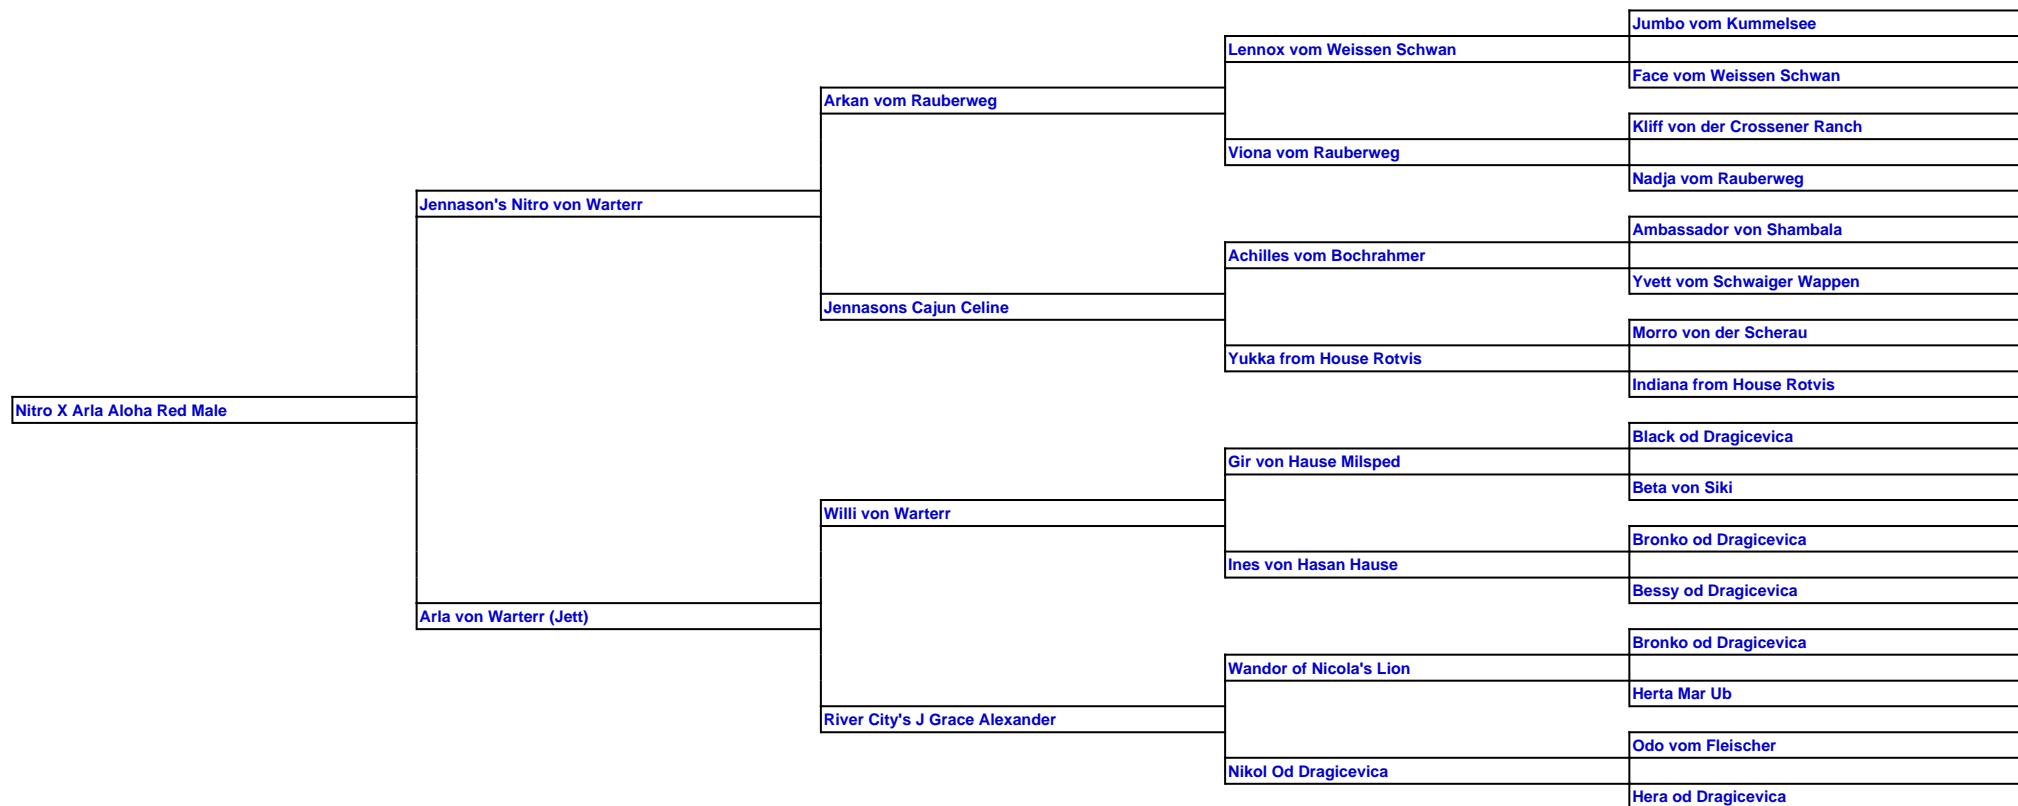 Jumbo vom Kummelsee
Lennox vom Weissen Schwan
Face vom Weissen Schwan
Arkan vom Rauberweg
Kliff von der Crossener Ranch
Viona vom Rauberweg
Nadja vom Rauberweg
Jennason's Nitro von Warterr
Ambassador von Shambala
Achilles vom Bochrahmer
Yvett vom Schwaiger Wappen
Jennasons Cajun Celine
Morro von der Scherau
Yukka from House Rotvis
Indiana from House Rotvis
Nitro X Arla Aloha Red Male
Black od Dragicevica
Gir von Hause Milsped
Beta von Siki
Willi von Warterr
Bronko od Dragicevica
Ines von Hasan Hause
Bessy od Dragicevica
Arla von Warterr (Jett)
Bronko od Dragicevica
Wandor of Nicola's Lion
Herta Mar Ub
River City's J Grace Alexander
Odo vom Fleischer
Nikol Od Dragicevica
Hera od Dragicevica